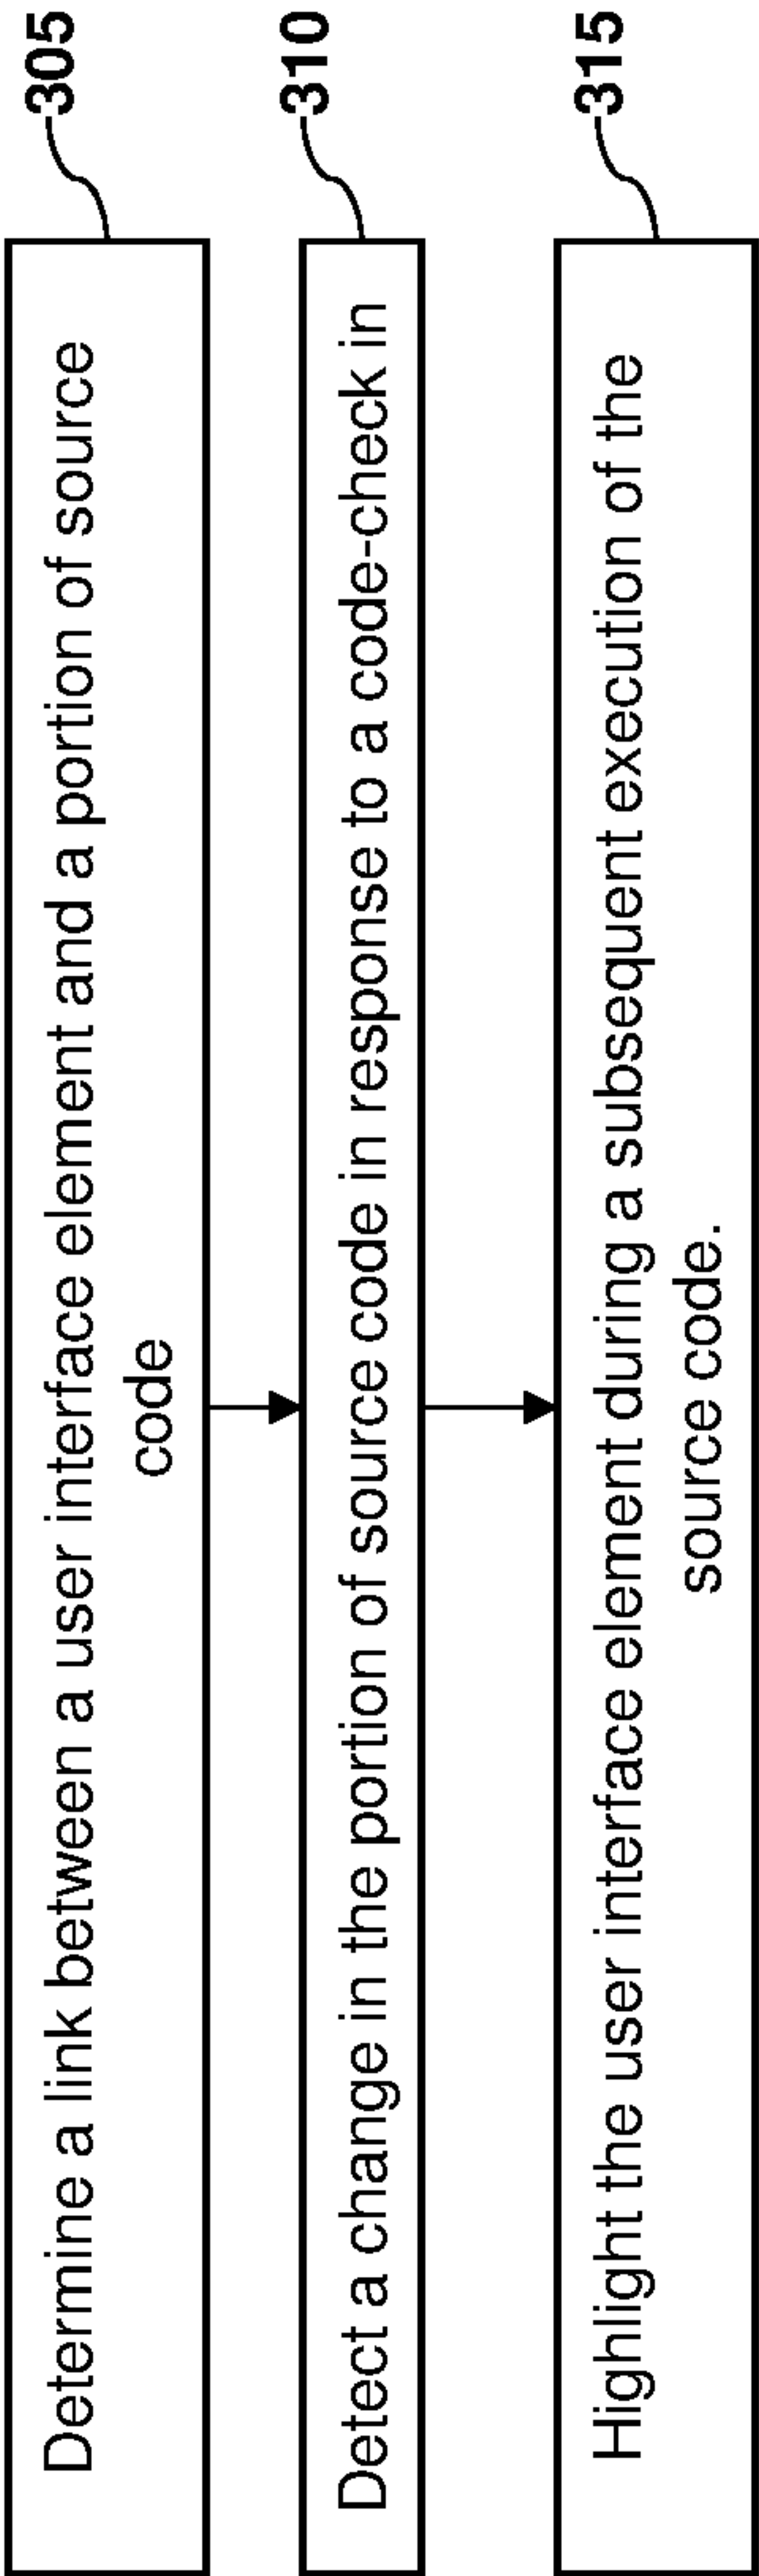 Determine a link between a user interface element and a portion of source
code
305
Detect a change in the portion of source code in response to a code-check in
310
Highlight the user interface element during a subsequent execution of the
source code.
315